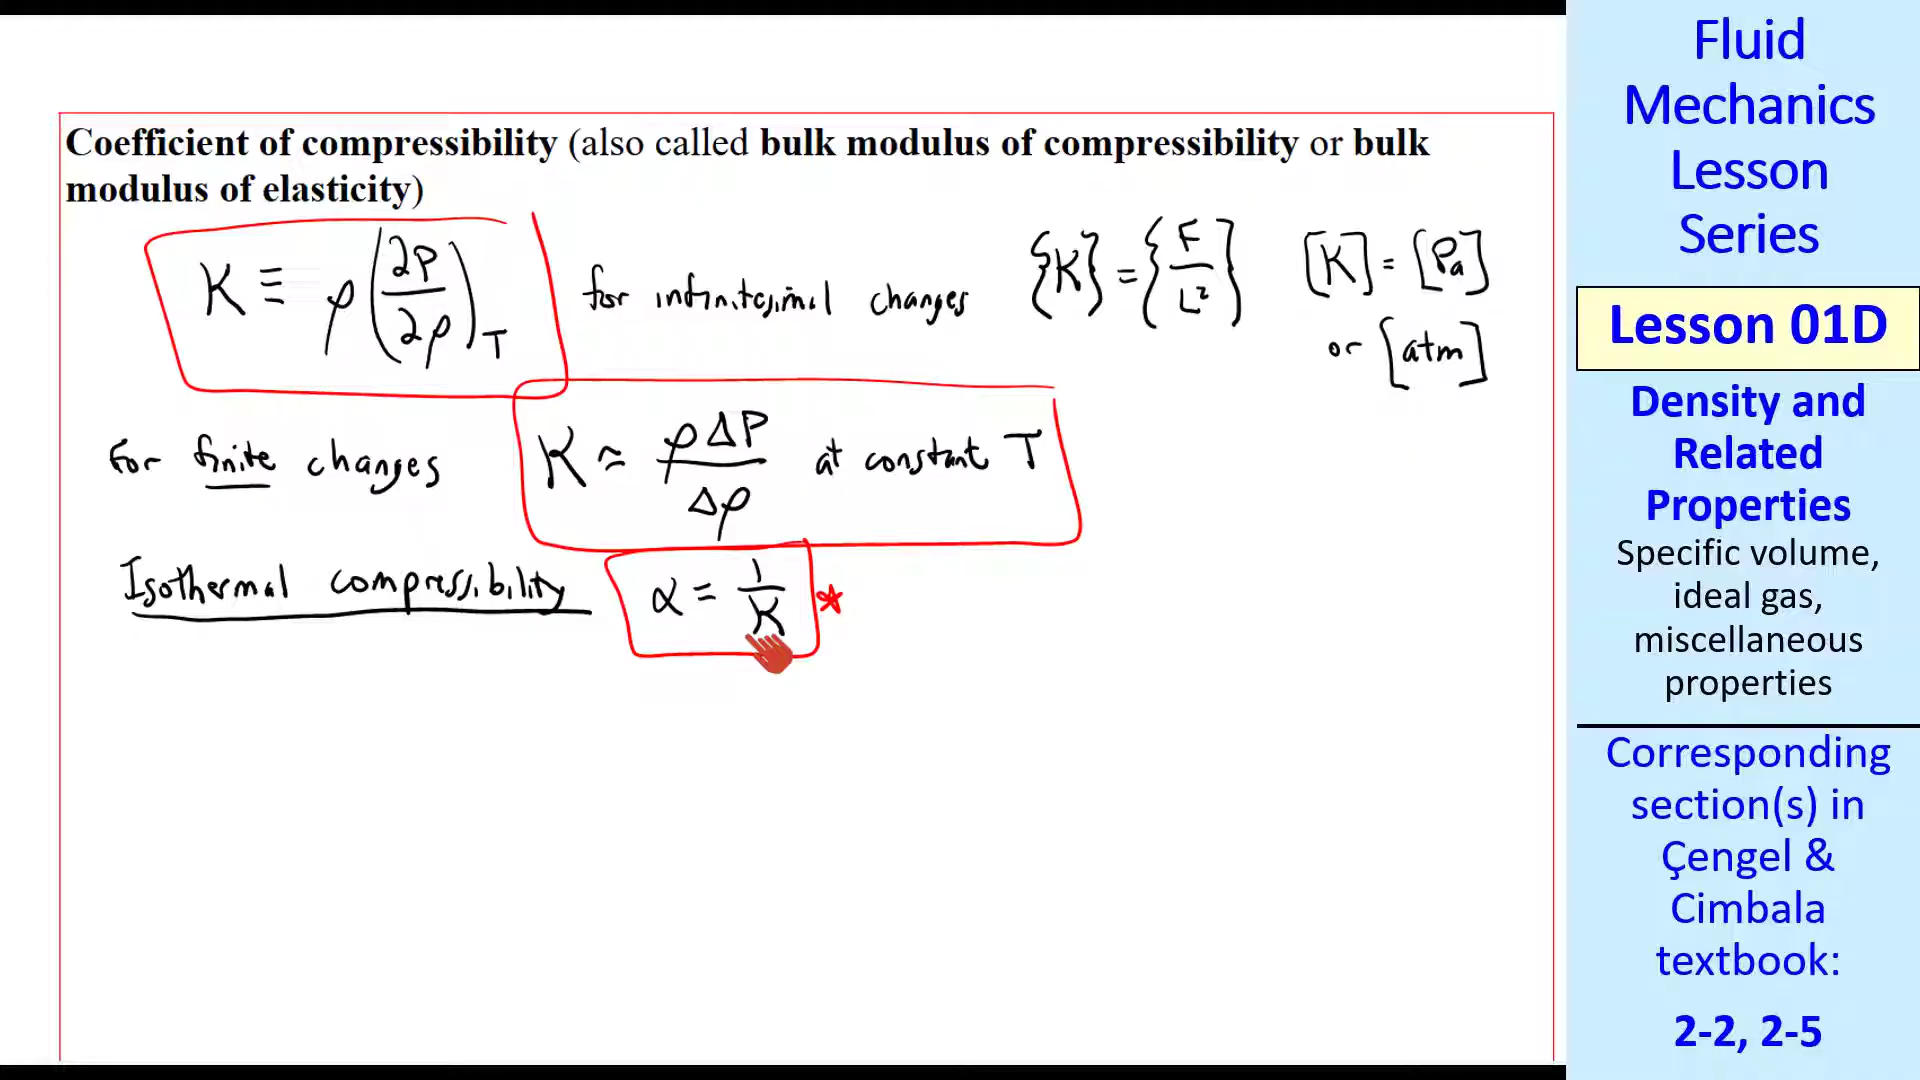 Coefficient of compressibility (also called bulk modulus of compressibility or bulk
modulus of elasticity)
K ≡ ρ(∂P/∂ρ)_T for infinitesimal changes {K} = {F/L²} [K] = [Pa]
or [atm]
For finite changes K ≈ ρΔP/Δρ at constant T
Isothermal compressibility α = 1/K *
Fluid
Mechanics
Lesson
Series
Lesson 01D
Density and
Related
Properties
Specific volume,
ideal gas,
miscellaneous
properties
Corresponding
section(s) in
Çengel &
Cimbala
textbook:
2-2, 2-5